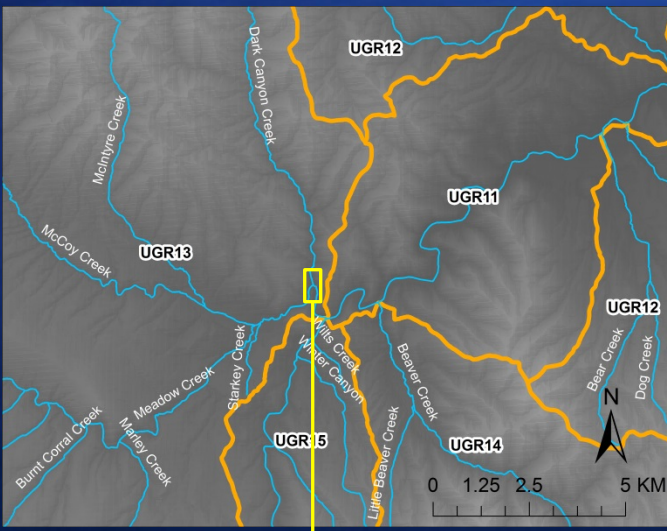 UGR12
Dark Canyon Creek
McIntyre Creek
UGR11
McCoy Creek
UGR13
UGR12
Wilts Creek
Winter Canyon
Starkey Creek
Beaver Creek
Bear Creek
Dog Creek
Meadow Creek
Burnt Corral Creek
Marley Creek
Little Beaver Creek
UGR15
UGR14
N
0 1.25 2.5 5 KM